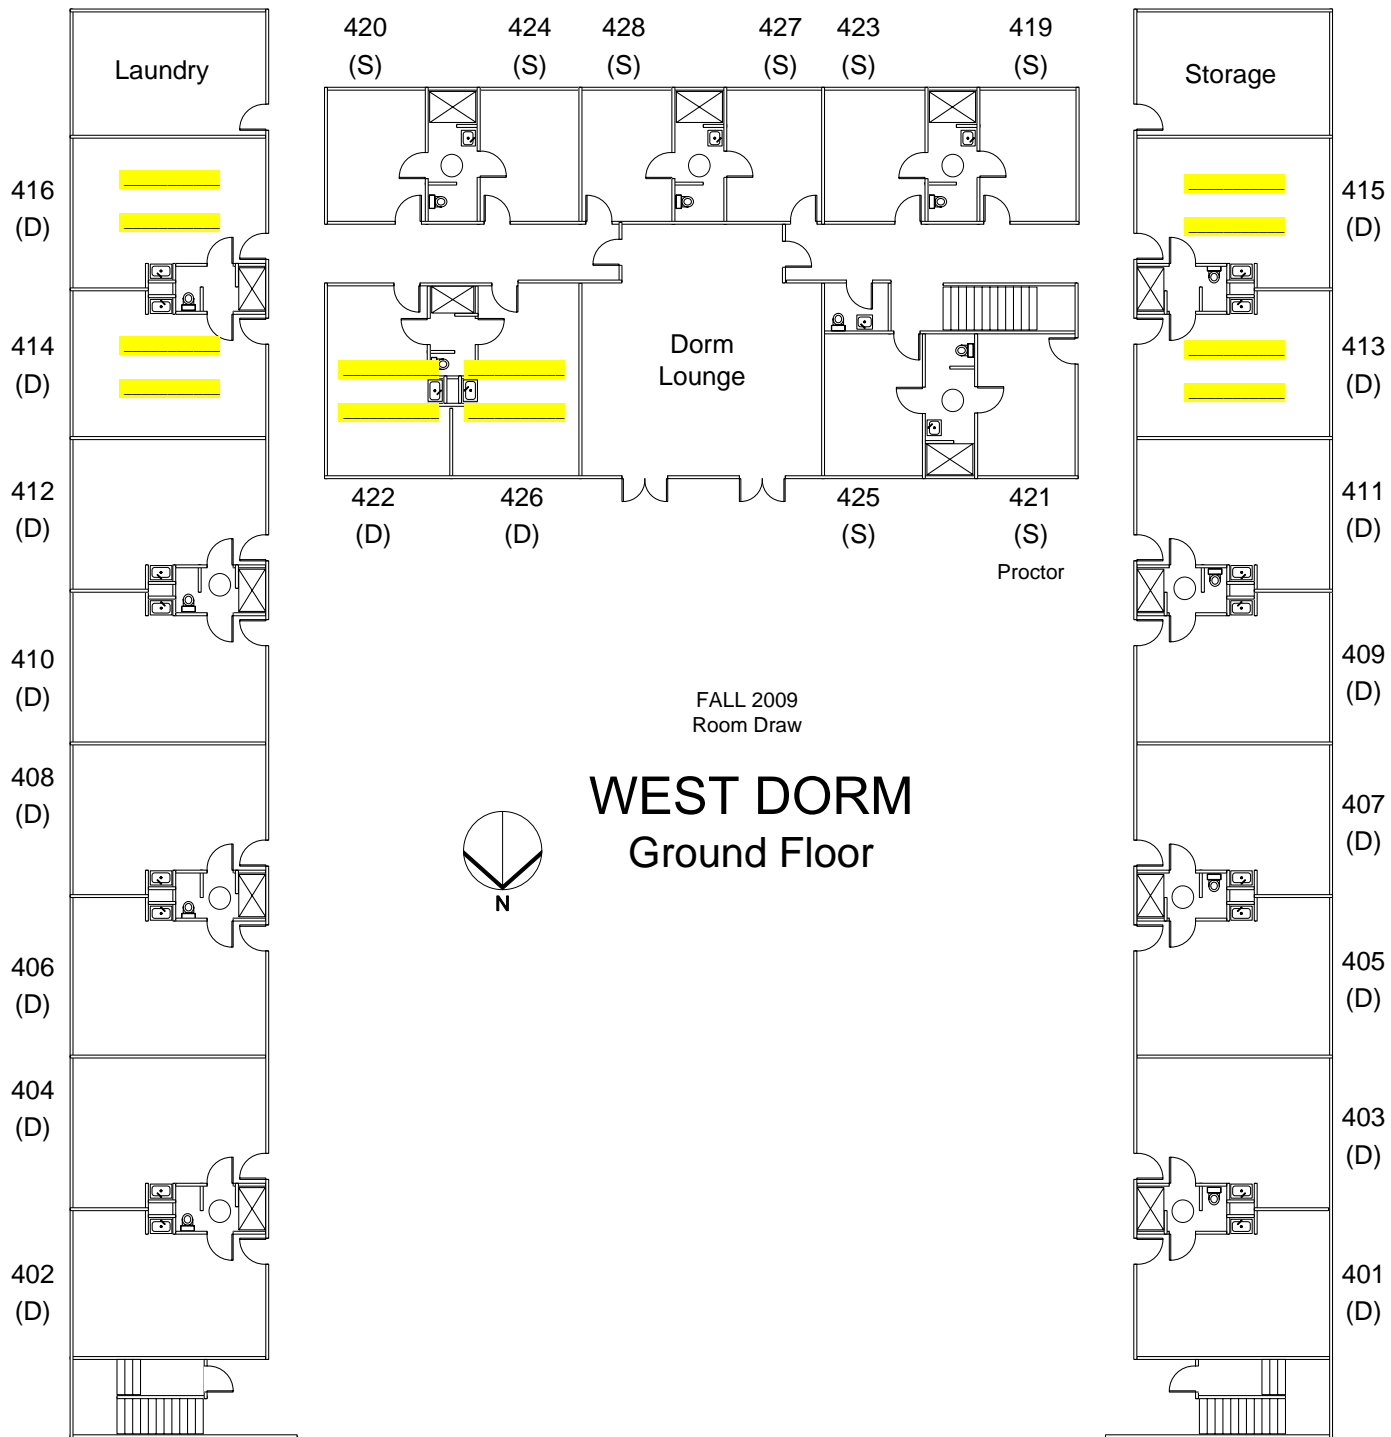 420 424 428 427 423 419
(S) (S) (S) (S) (S) (S)
Laundry
Storage
416
(D)
415
(D)
414
(D)
Dorm
Lounge
413
(D)
412
(D)
422 426 425 421
(D) (D) (S) (S)
Proctor
411
(D)
410
(D)
409
(D)
FALL 2009
Room Draw
WEST DORM
Ground Floor
N
408
(D)
407
(D)
406
(D)
405
(D)
404
(D)
403
(D)
402
(D)
401
(D)